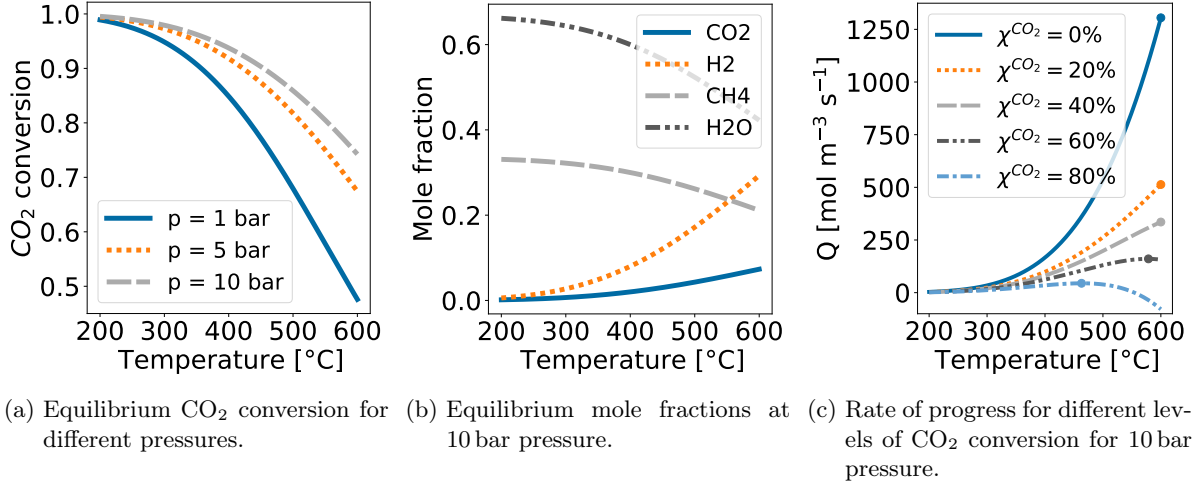 1.0
0.9
0.8
0.7
0.6
0.5
CO2 conversion
p = 1 bar
p = 5 bar
p = 10 bar
200 300 400 500 600
Temperature [°C]
0.6
0.4
0.2
0.0
Mole fraction
CO2
H2
CH4
H2O
200 300 400 500 600
Temperature [°C]
1250
1000
750
500
250
0
Q [mol m−3 s−1]
χCO2 = 0%
χCO2 = 20%
χCO2 = 40%
χCO2 = 60%
χCO2 = 80%
200 300 400 500 600
Temperature [°C]
(a) Equilibrium CO2 conversion for
different pressures.
(b) Equilibrium mole fractions at
10 bar pressure.
(c) Rate of progress for different lev-
els of CO2 conversion for 10 bar
pressure.